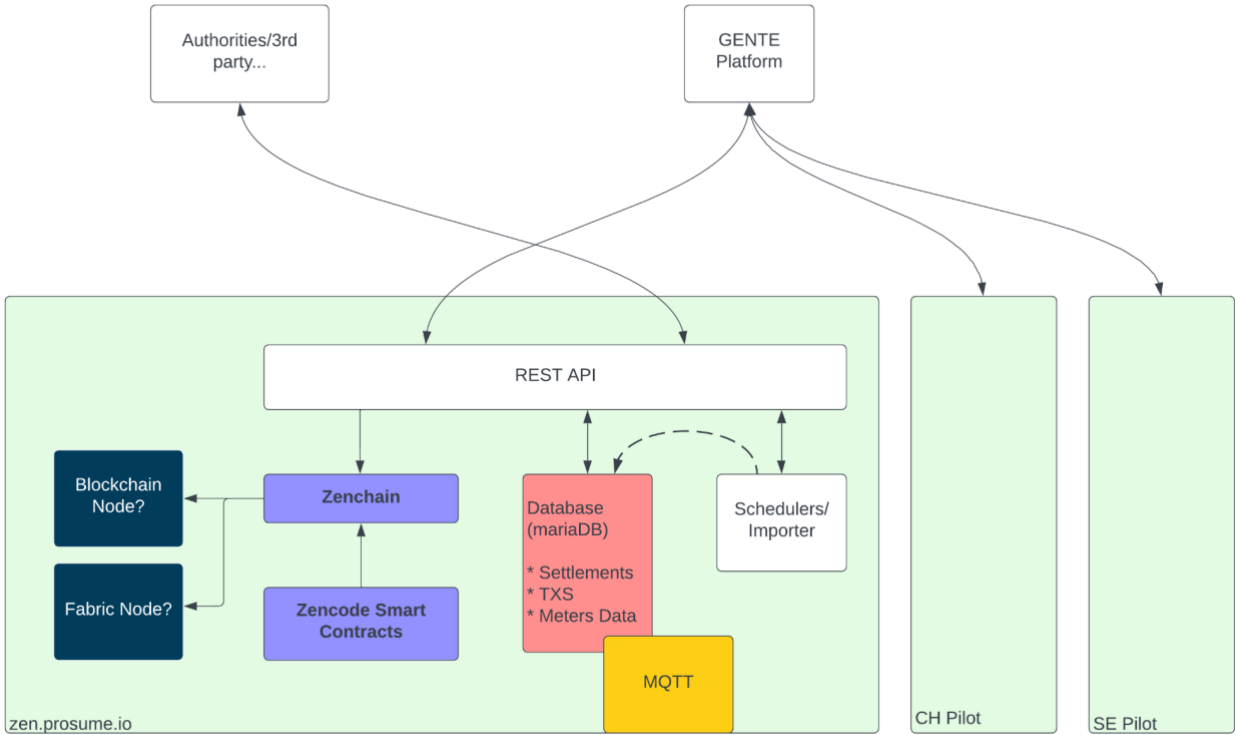 Authorities/3rd
party...
GENTE
Platform
REST API
Blockchain
Node?
Zenchain
Database
(mariaDB)
* Settlements
* TXS
* Meters Data
Schedulers/
Importer
Fabric Node?
Zencode Smart
Contracts
MQTT
zen.prosume.io
CH Pilot
SE Pilot